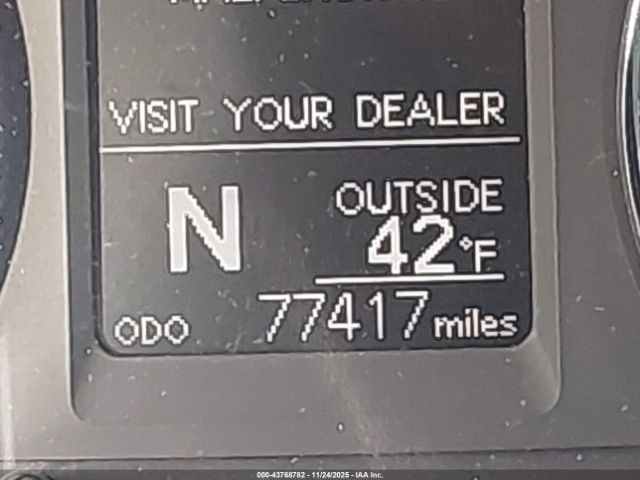 VISIT YOUR DEALER
N
OUTSIDE
42°F
ODO 77417 miles
000-43768782 - 11/24/2025 - IAA Inc.